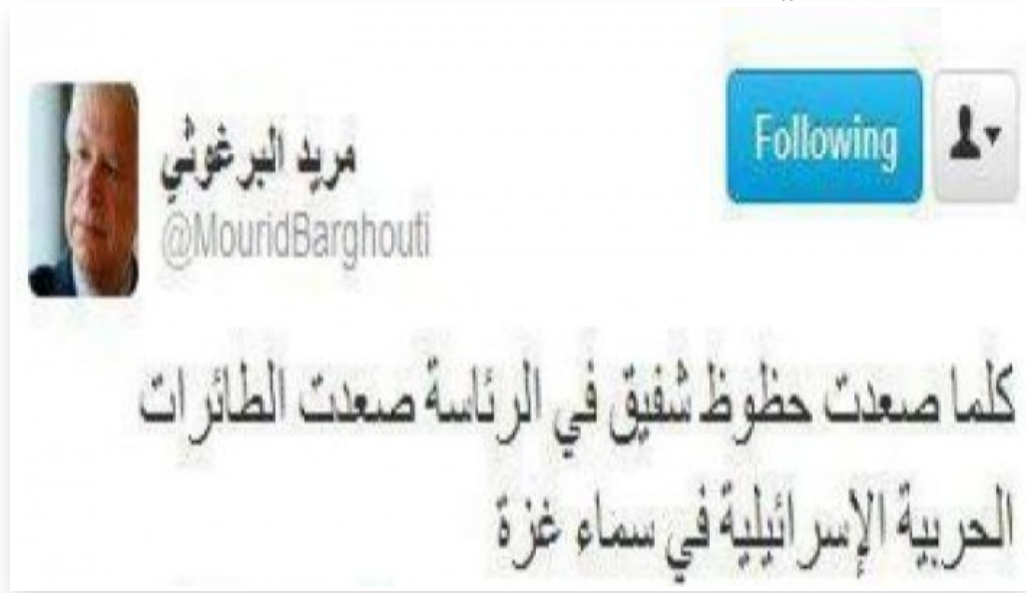 مريد البرغوثي
@MouridBarghouti
Following
كلما صعدت حظوظ شفيق في الرئاسة صعدت الطائرات
الحربية الإسرائيلية في سماء غزة